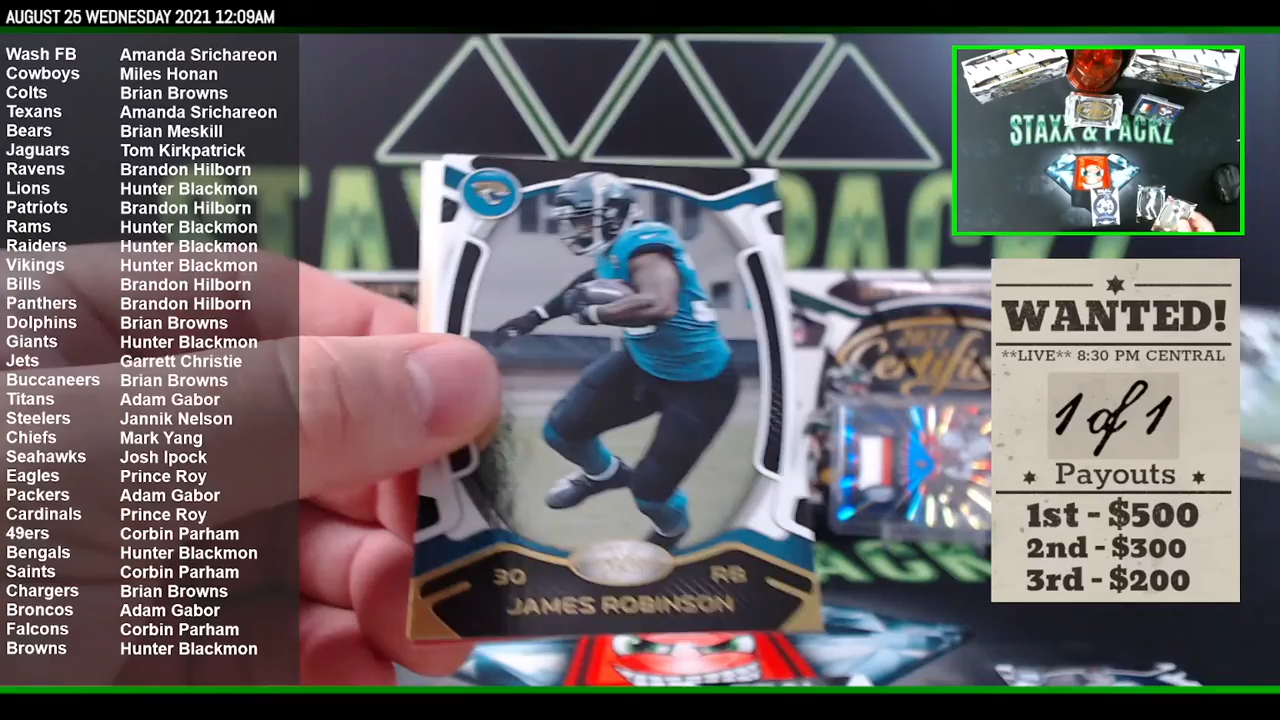 AUGUST 25 WEDNESDAY 2021 12:09AM
Wash FB Amanda Srichareon
Cowboys Miles Honan
Colts Brian Browns
Texans Amanda Srichareon
Bears Brian Meskill
Jaguars Tom Kirkpatrick
Ravens Brandon Hilborn
Lions Hunter Blackmon
Patriots Brandon Hilborn
Rams Hunter Blackmon
Raiders Hunter Blackmon
Vikings Hunter Blackmon
Bills Brandon Hilborn
Panthers Brandon Hilborn
Dolphins Brian Browns
Giants Hunter Blackmon
Jets Garrett Christie
Buccaneers Brian Browns
Titans Adam Gabor
Steelers Jannik Nelson
Chiefs Mark Yang
Seahawks Josh Ipock
Eagles Prince Roy
Packers Adam Gabor
Cardinals Prince Roy
49ers Corbin Parham
Bengals Hunter Blackmon
Saints Corbin Parham
Chargers Brian Browns
Broncos Adam Gabor
Falcons Corbin Parham
Browns Hunter Blackmon
30 RB
JAMES ROBINSON
2021
STAXX & PACKZ
WANTED!
**LIVE** 8:30 PM CENTRAL
1 of 1
Payouts
1st - $500
2nd - $300
3rd - $200